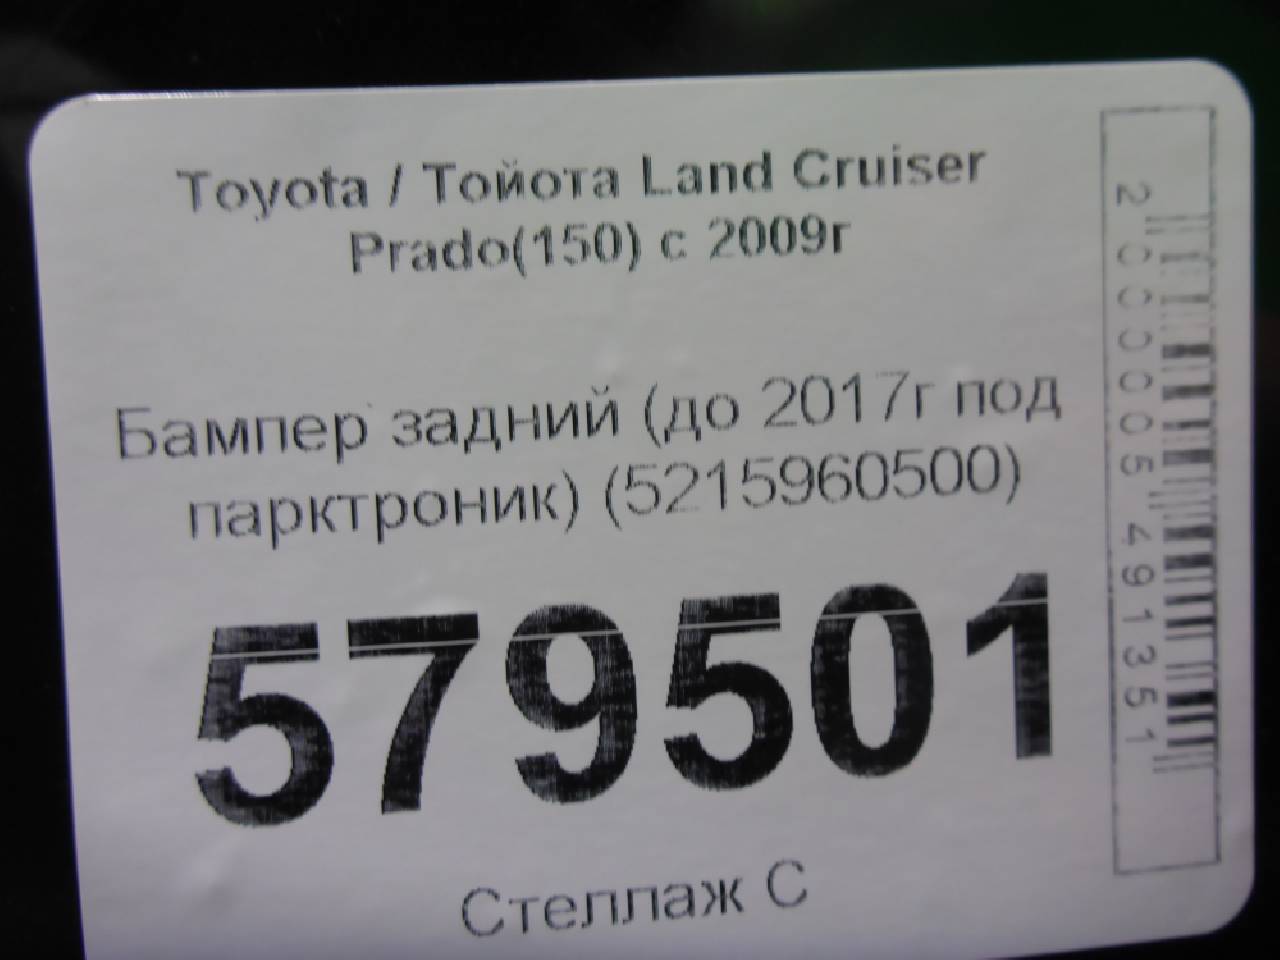 Toyota / Тойота Land Cruiser
Prado(150) с 2009г
Бампер задний (до 2017г под
парктроник) (5215960500)
579501
Стеллаж С
2000005491351